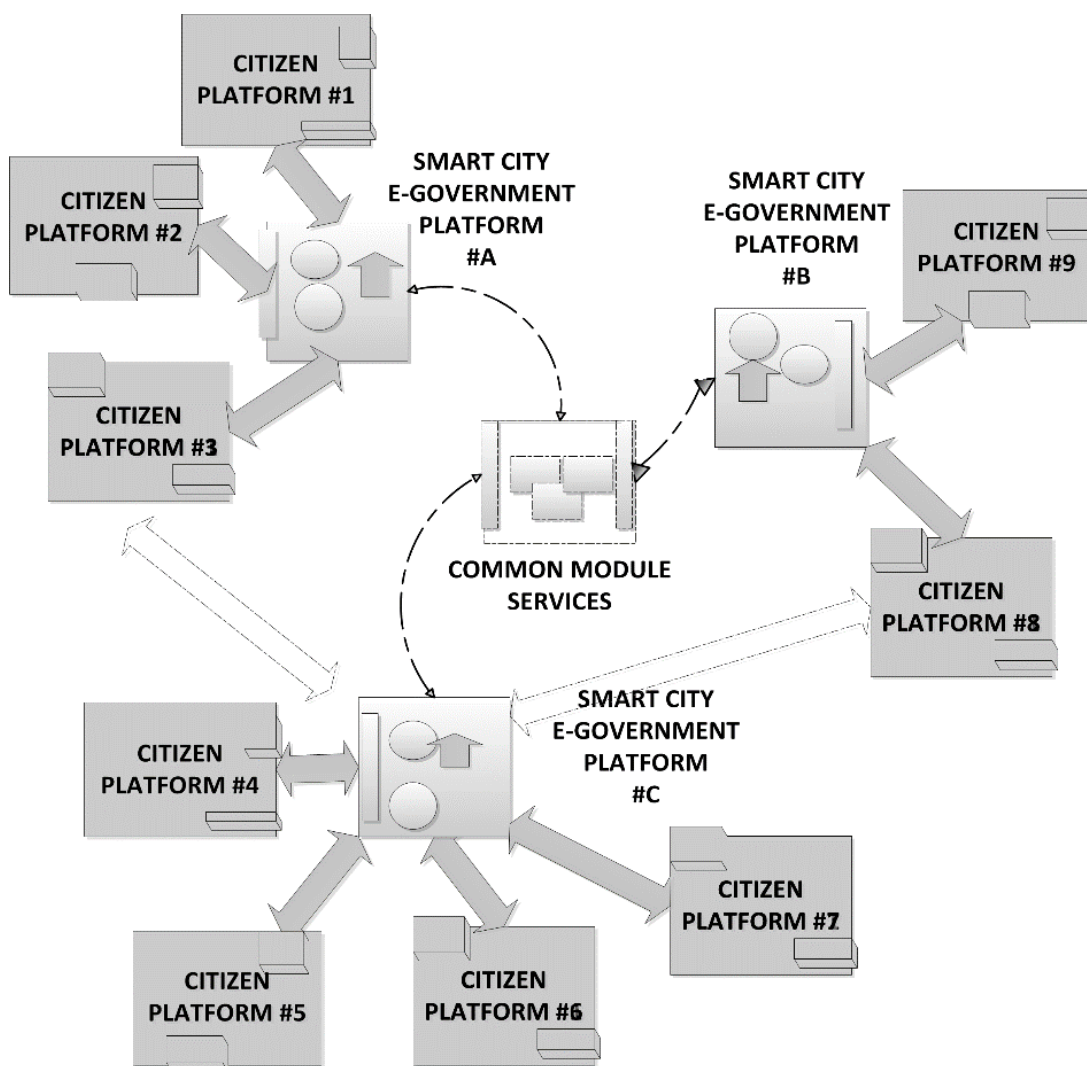 CITIZEN
PLATFORM #1
SMART CITY
E-GOVERNMENT
PLATFORM
#A
CITIZEN
PLATFORM #2
SMART CITY
E-GOVERNMENT
PLATFORM
#B
CITIZEN
PLATFORM #9
CITIZEN
PLATFORM #3
COMMON MODULE
SERVICES
CITIZEN
PLATFORM #8
SMART CITY
E-GOVERNMENT
PLATFORM
#C
CITIZEN
PLATFORM #4
CITIZEN
PLATFORM #7
CITIZEN
PLATFORM #5
CITIZEN
PLATFORM #6